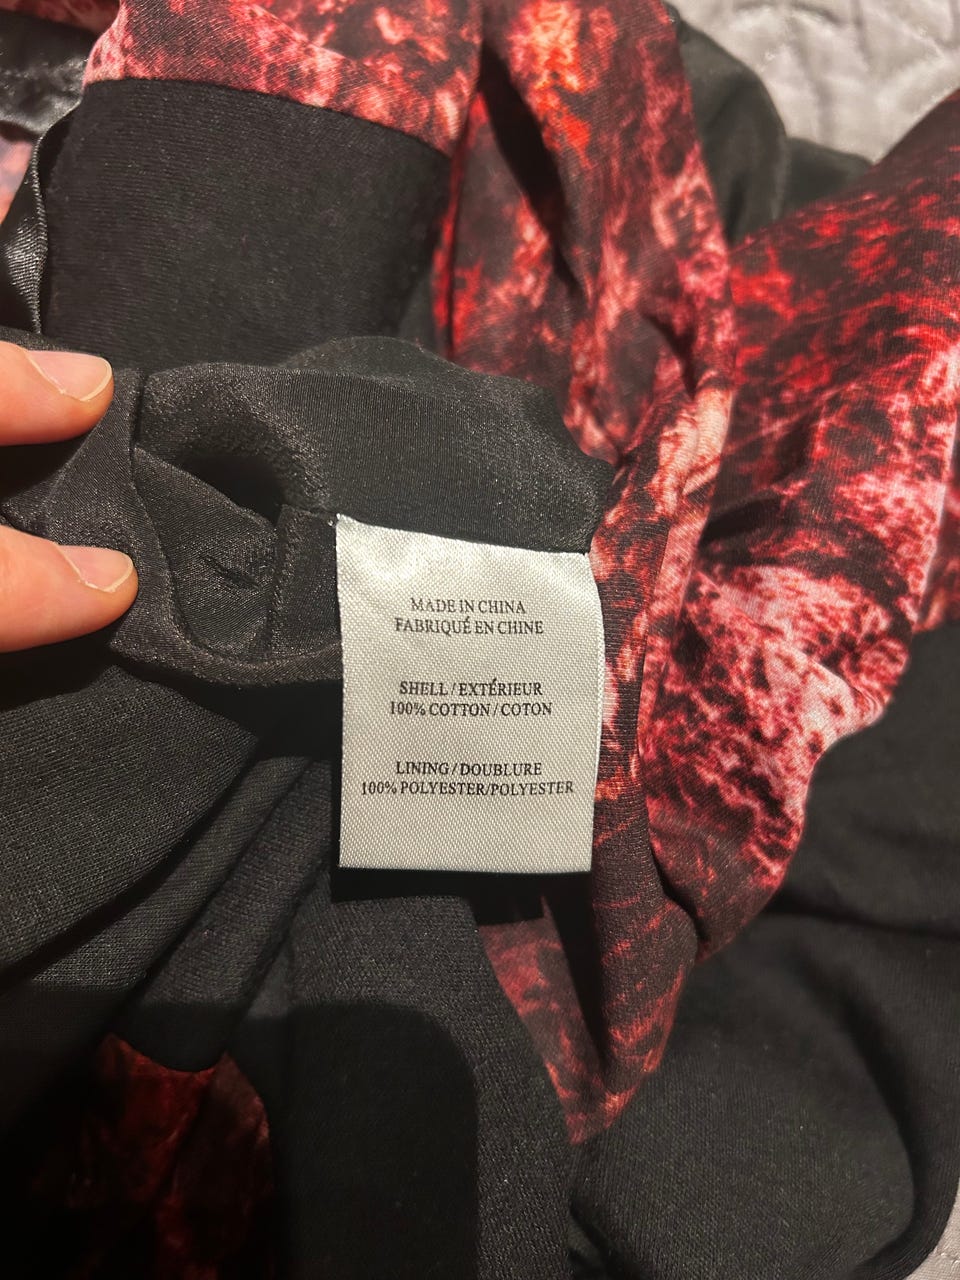 MADE IN CHINA
FABRIQUÉ EN CHINE
SHELL/EXTÉRIEUR
100% COTTON/COTON
LINING/DOUBLURE
100% POLYESTER/POLYESTER